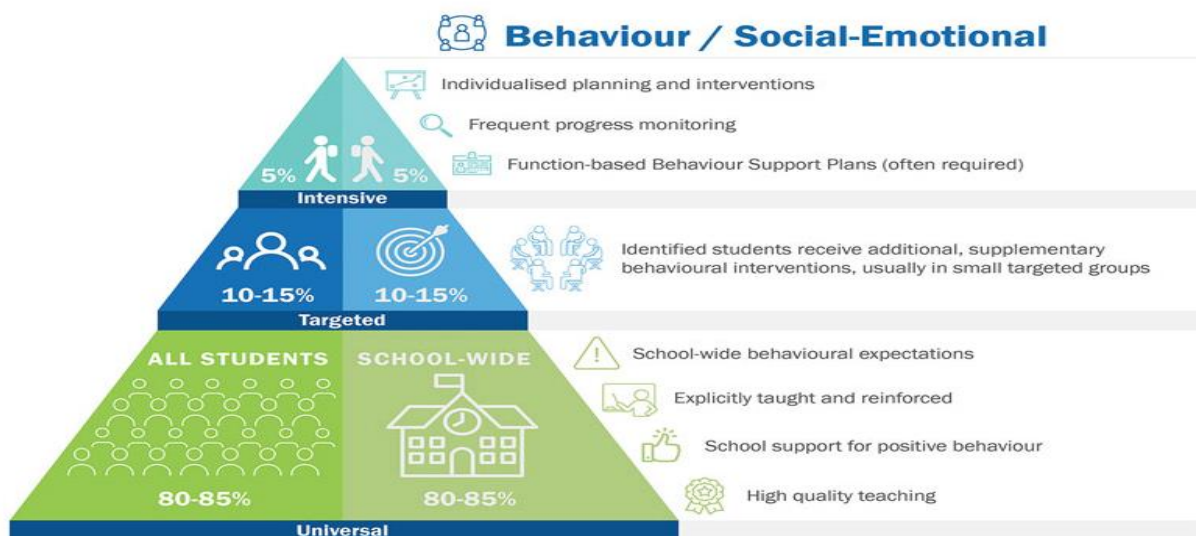 Behaviour / Social-Emotional
Individualised planning and interventions
Frequent progress monitoring
Function-based Behaviour Support Plans (often required)
5% 5%
Intensive
Identified students receive additional, supplementary
behavioural interventions, usually in small targeted groups
10-15% 10-15%
Targeted
ALL STUDENTS SCHOOL-WIDE
School-wide behavioural expectations
Explicitly taught and reinforced
School support for positive behaviour
High quality teaching
80-85% 80-85%
Universal